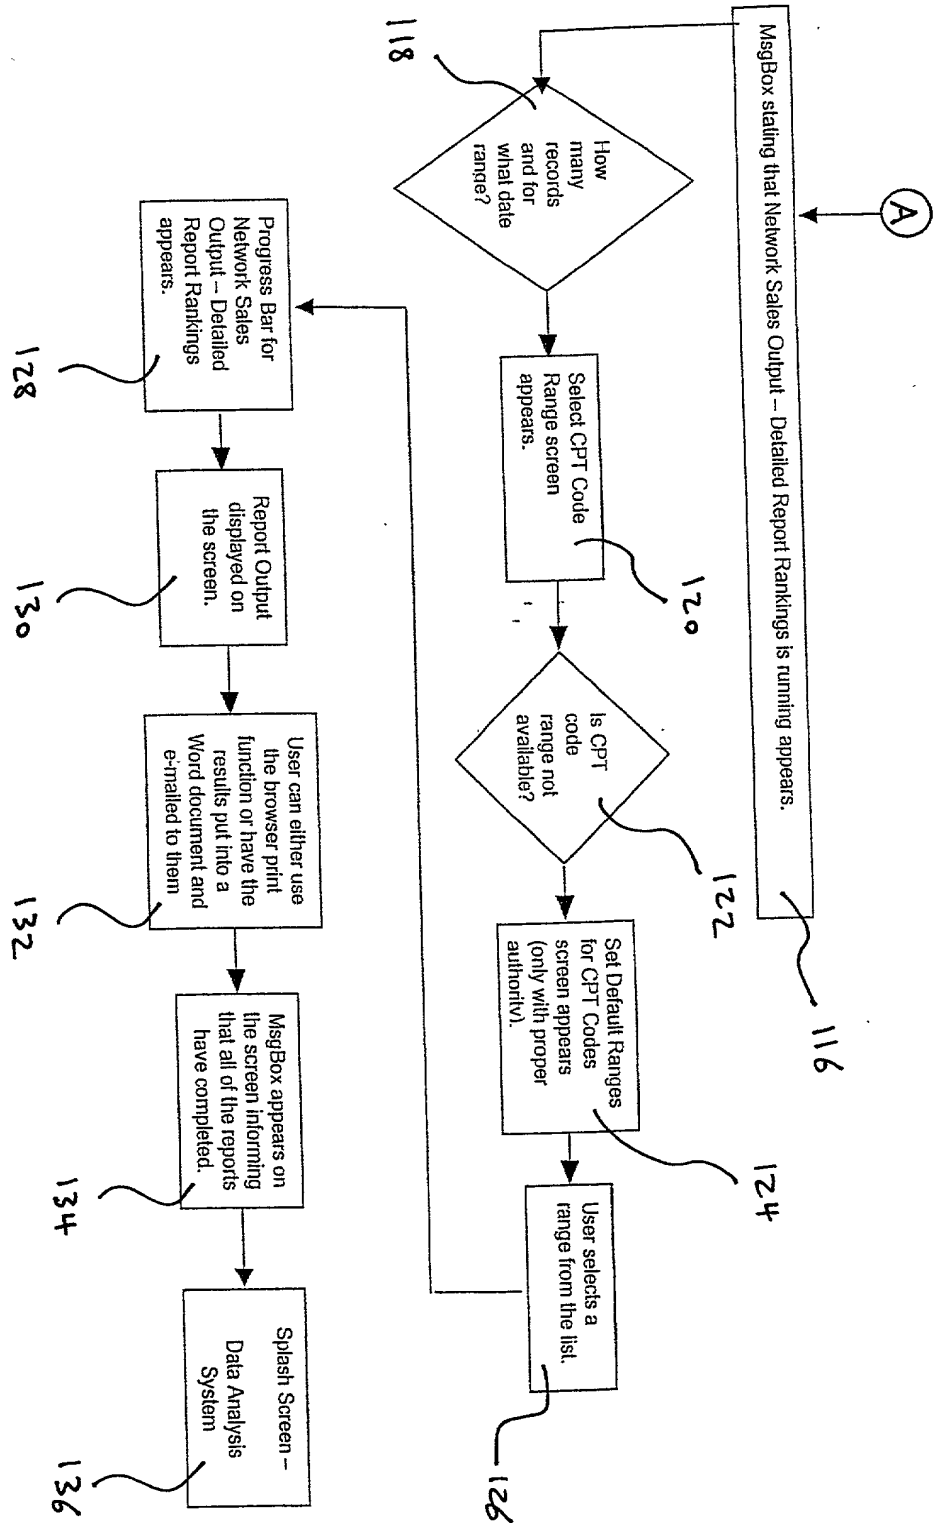 A
MsgBox stating that Network Sales Output – Detailed Report Rankings is running appears.
116
118
How
many
records
and for
what date
range?
Select CPT Code
Range screen
appears.
120
Is CPT
code
range not
available?
122
Set Default Ranges
for CPT Codes
screen appears
(only with proper
authority).
124
User selects a
range from the list.
126
Progress Bar for
Network Sales
Output – Detailed
Report Rankings
appears.
128
Report Output
displayed on
the screen.
130
User can either use
the browser print
function or have the
results put into a
Word document and
e-mailed to them
132
MsgBox appears on
the screen informing
that all of the reports
have completed.
134
Splash Screen –
Data Analysis
System
136